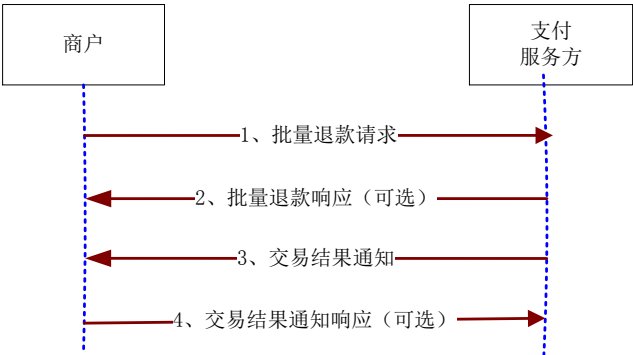 商户
支付
服务方
1、批量退款请求
2、批量退款响应（可选）
3、交易结果通知
4、交易结果通知响应（可选）